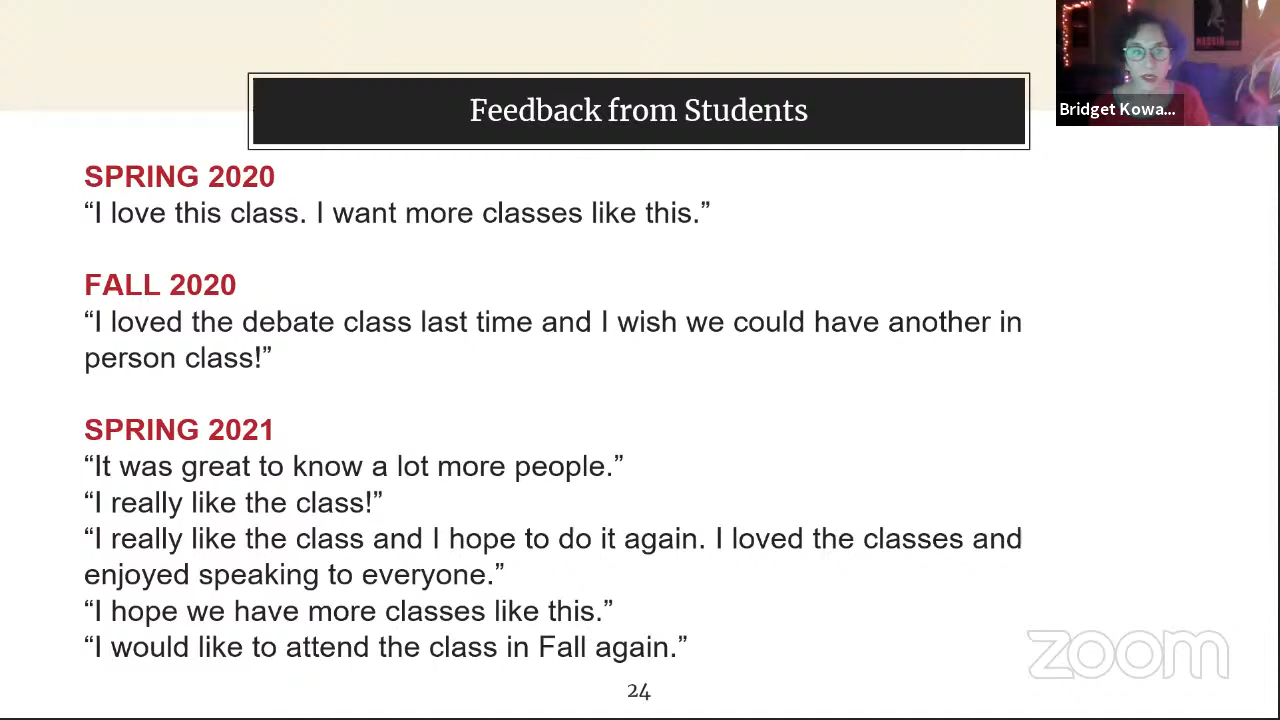 Feedback from Students
Bridget Kowa...
SPRING 2020
“I love this class. I want more classes like this.”
FALL 2020
“I loved the debate class last time and I wish we could have another in
person class!”
SPRING 2021
“It was great to know a lot more people.”
“I really like the class!”
“I really like the class and I hope to do it again. I loved the classes and
enjoyed speaking to everyone.”
“I hope we have more classes like this.”
“I would like to attend the class in Fall again.”
zoom
24